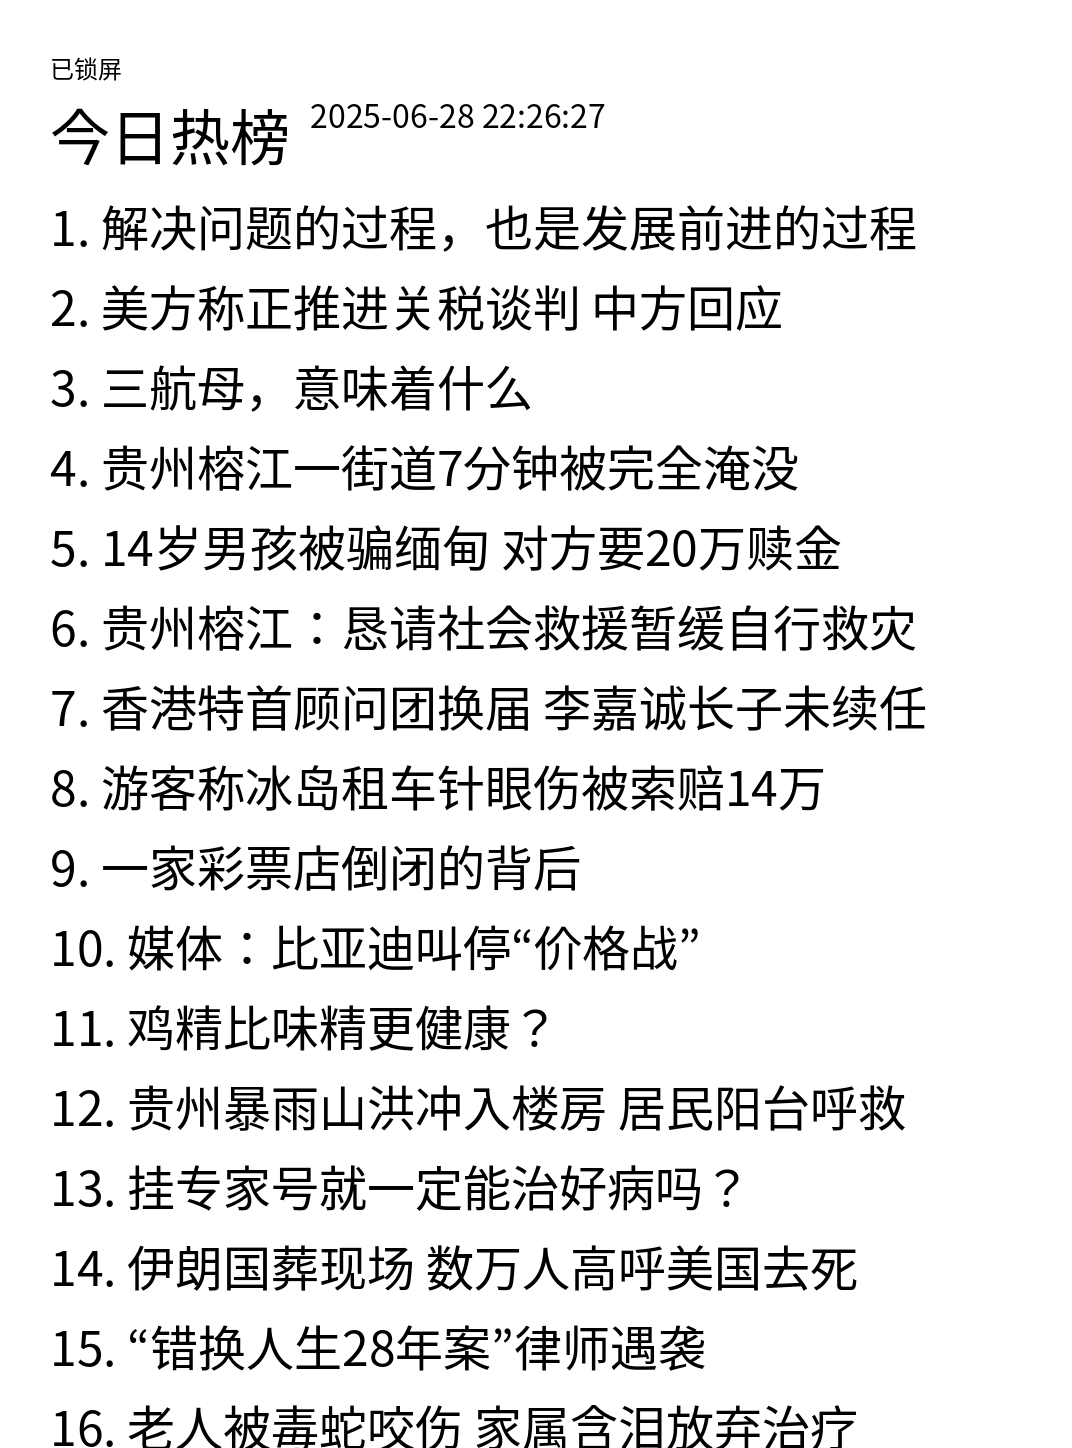 已锁屏
今日热榜 2025-06-28 22:26:27
1. 解决问题的过程，也是发展前进的过程
2. 美方称正推进关税谈判 中方回应
3. 三航母，意味着什么
4. 贵州榕江一街道7分钟被完全淹没
5. 14岁男孩被骗缅甸 对方要20万赎金
6. 贵州榕江：恳请社会救援暂缓自行救灾
7. 香港特首顾问团换届 李嘉诚长子未续任
8. 游客称冰岛租车针眼伤被索赔14万
9. 一家彩票店倒闭的背后
10. 媒体：比亚迪叫停“价格战”
11. 鸡精比味精更健康？
12. 贵州暴雨山洪冲入楼房 居民阳台呼救
13. 挂专家号就一定能治好病吗？
14. 伊朗国葬现场 数万人高呼美国去死
15. “错换人生28年案”律师遇袭
16. 老人被毒蛇咬伤 家属含泪放弃治疗